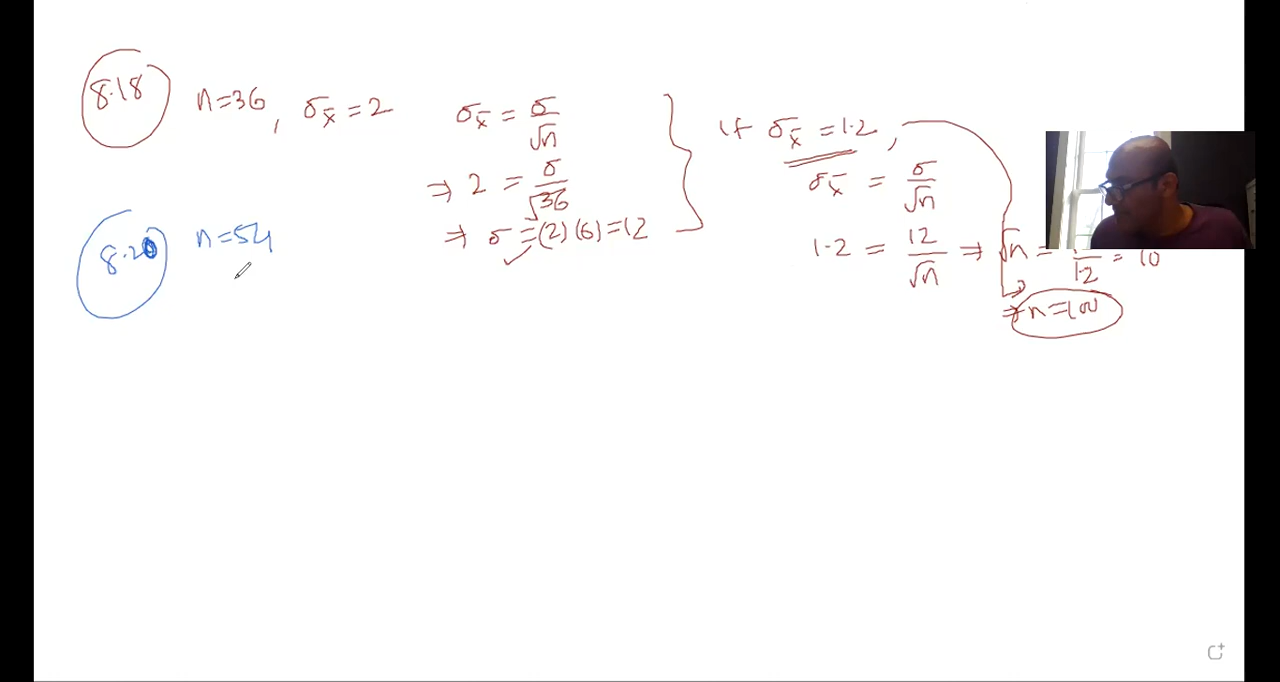 8.18 n=36, σx̄ = 2
σx̄ = σ/√n
⇒ 2 = σ/√36
⇒ σ = (2)(6) = 12
If σx̄ = 1.2,
σx̄ = σ/√n
1.2 = 12/√n ⇒ √n = /1.2 = 10
⇒ n = 100
8.20 n=54